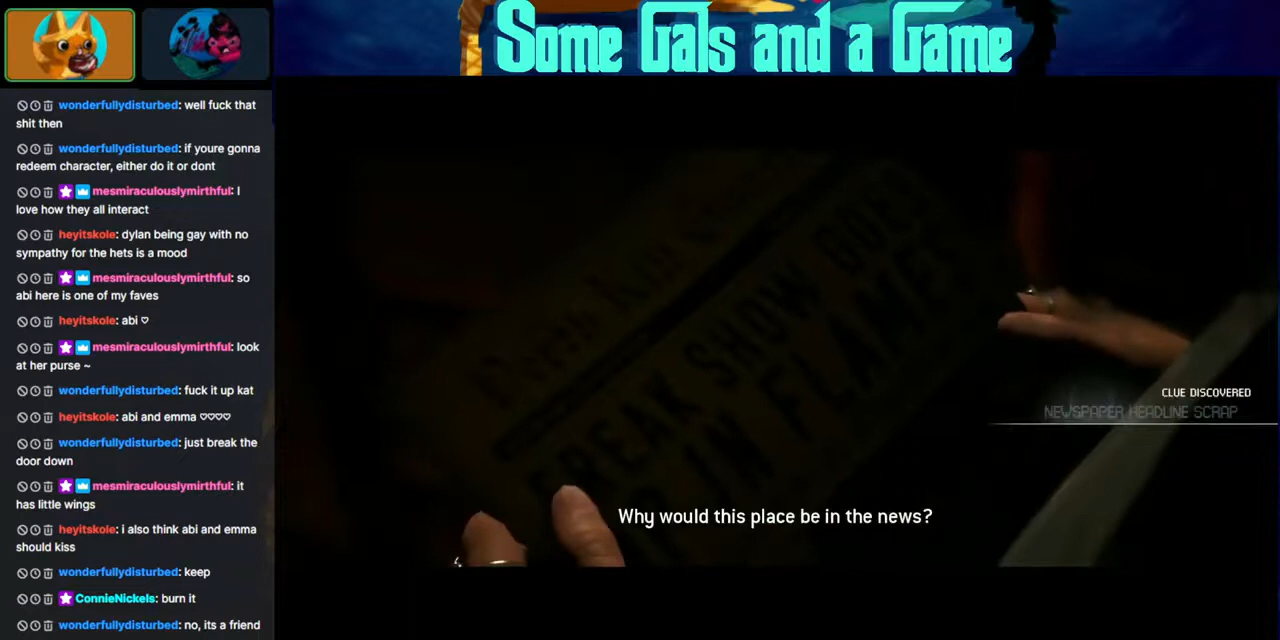 Some Gals and a Game
wonderfullydisturbed: well fuck that
shit then
wonderfullydisturbed: if youre gonna
redeem character, either do it or dont
mesmiraculouslymirthful: I
love how they all interact
heyitskole: dylan being gay with no
sympathy for the hets is a mood
mesmiraculouslymirthful: so
abi here is one of my faves
heyitskole: abi ♡
mesmiraculouslymirthful: look
at her purse ~
wonderfullydisturbed: fuck it up kat
heyitskole: abi and emma ♡♡♡♡
wonderfullydisturbed: just break the
door down
mesmiraculouslymirthful: it
has little wings
heyitskole: i also think abi and emma
should kiss
wonderfullydisturbed: keep
ConnieNickels: burn it
wonderfullydisturbed: no, its a friend
FREAK SHOW GOES
IN FLAMES
CLUE DISCOVERED
NEWSPAPER HEADLINE SCRAP
Why would this place be in the news?